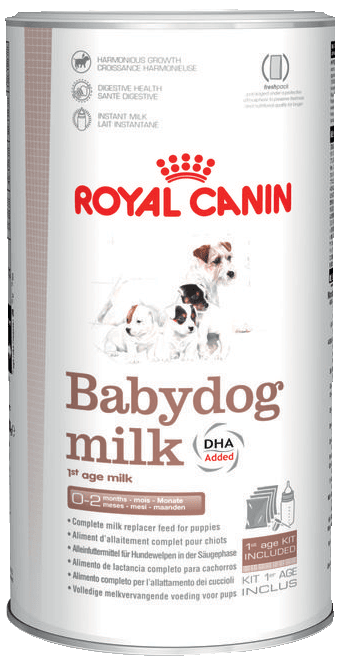 HARMONIOUS GROWTH
CROISSANCE HARMONIEUSE
DIGESTIVE HEALTH
SANTÉ DIGESTIVE
INSTANT MILK
LAIT INSTANTANE
freshpack
ROYAL CANIN
Babydog
milk
DHA
Added
1st age milk
0-2 months - mois - Monate
meses - mesi - maanden
• Complete milk replacer feed for puppies
• Aliment d'allaitement complet pour chiots
• Alleinfuttermittel für Hundewelpen in der Säugephase
• Alimento de lactancia completo para cachorros
• Alimento completo per l'allattamento dei cuccioli
• Volledige melkvervangende voeding voor pups
1st age KIT
INCLUDED
KIT 1st AGE
INCLUS